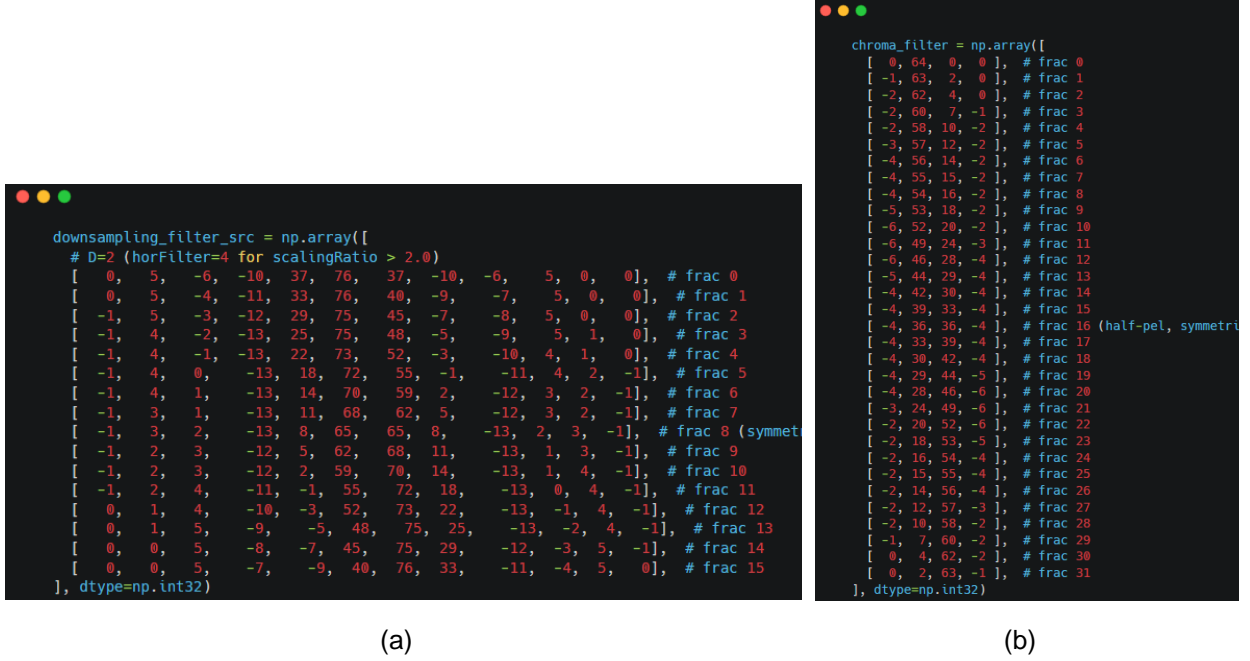 downsampling_filter_src = np.array([
# D=2 (horFilter=4 for scalingRatio > 2.0)
[ 0, 5, -6, -10, 37, 76, 37, -10, -6, 5, 0, 0], # frac 0
[ 0, 5, -4, -11, 33, 76, 40, -9, -7, 5, 0, 0], # frac 1
[ -1, 5, -3, -12, 29, 75, 45, -7, -8, 5, 0, 0], # frac 2
[ -1, 4, -2, -13, 25, 75, 48, -5, -9, 5, 1, 0], # frac 3
[ -1, 4, -1, -13, 22, 73, 52, -3, -10, 4, 1, 0], # frac 4
[ -1, 4, 0, -13, 18, 72, 55, -1, -11, 4, 2, -1], # frac 5
[ -1, 4, 1, -13, 14, 70, 59, 2, -12, 3, 2, -1], # frac 6
[ -1, 3, 1, -13, 11, 68, 62, 5, -12, 3, 2, -1], # frac 7
[ -1, 3, 2, -13, 8, 65, 65, 8, -13, 2, 3, -1], # frac 8 (symmetr
[ -1, 2, 3, -12, 5, 62, 68, 11, -13, 1, 3, -1], # frac 9
[ -1, 2, 3, -12, 2, 59, 70, 14, -13, 1, 4, -1], # frac 10
[ -1, 2, 4, -11, -1, 55, 72, 18, -13, 0, 4, -1], # frac 11
[ 0, 1, 4, -10, -3, 52, 73, 22, -13, -1, 4, -1], # frac 12
[ 0, 1, 5, -9, -5, 48, 75, 25, -13, -2, 4, -1], # frac 13
[ 0, 0, 5, -8, -7, 45, 75, 29, -12, -3, 5, -1], # frac 14
[ 0, 0, 5, -7, -9, 40, 76, 33, -11, -4, 5, 0], # frac 15
], dtype=np.int32)
(a)
chroma_filter = np.array([
[ 0, 64, 0, 0 ], # frac 0
[ -1, 63, 2, 0 ], # frac 1
[ -2, 62, 4, 0 ], # frac 2
[ -2, 60, 7, -1 ], # frac 3
[ -2, 58, 10, -2 ], # frac 4
[ -3, 57, 12, -2 ], # frac 5
[ -4, 56, 14, -2 ], # frac 6
[ -4, 55, 15, -2 ], # frac 7
[ -4, 54, 16, -2 ], # frac 8
[ -5, 53, 18, -2 ], # frac 9
[ -6, 52, 20, -2 ], # frac 10
[ -6, 49, 24, -3 ], # frac 11
[ -6, 46, 28, -4 ], # frac 12
[ -5, 44, 29, -4 ], # frac 13
[ -4, 42, 30, -4 ], # frac 14
[ -4, 39, 33, -4 ], # frac 15
[ -4, 36, 36, -4 ], # frac 16 (half-pel, symmetri
[ -4, 33, 39, -4 ], # frac 17
[ -4, 30, 42, -4 ], # frac 18
[ -4, 29, 44, -5 ], # frac 19
[ -4, 28, 46, -6 ], # frac 20
[ -3, 24, 49, -6 ], # frac 21
[ -2, 20, 52, -6 ], # frac 22
[ -2, 18, 53, -5 ], # frac 23
[ -2, 16, 54, -4 ], # frac 24
[ -2, 15, 55, -4 ], # frac 25
[ -2, 14, 56, -4 ], # frac 26
[ -2, 12, 57, -3 ], # frac 27
[ -2, 10, 58, -2 ], # frac 28
[ -1, 7, 60, -2 ], # frac 29
[ 0, 4, 62, -2 ], # frac 30
[ 0, 2, 63, -1 ], # frac 31
], dtype=np.int32)
(b)